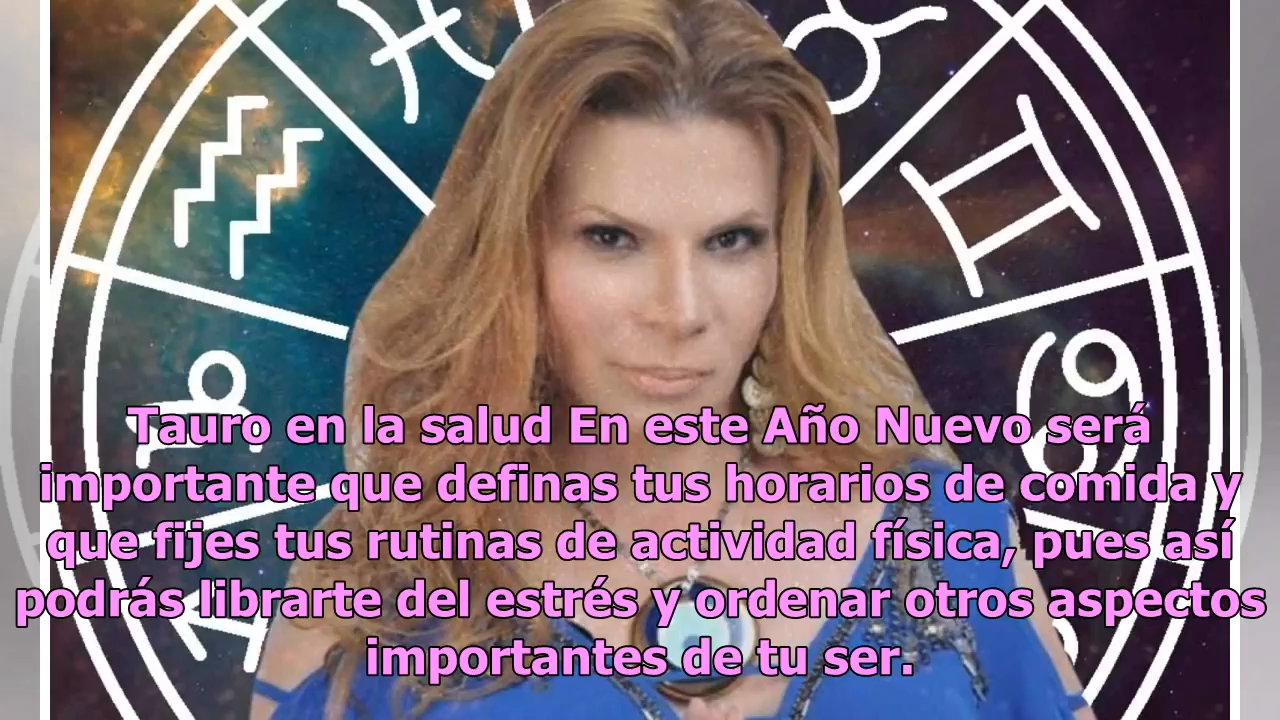 Tauro en la salud En este Año Nuevo será
importante que definas tus horarios de comida y
que fijes tus rutinas de actividad física, pues así
podrás librarte del estrés y ordenar otros aspectos
importantes de tu ser.